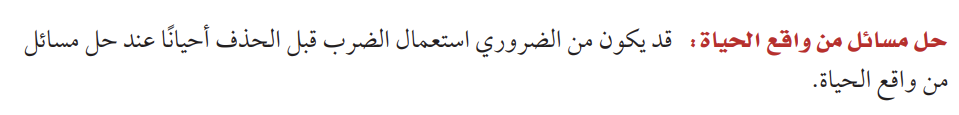 حل مسائل من واقع الحياة : قد يكون من الضروري استعمال الضرب قبل الحذف أحيانًا عند حل مسائل
من واقع الحياة.